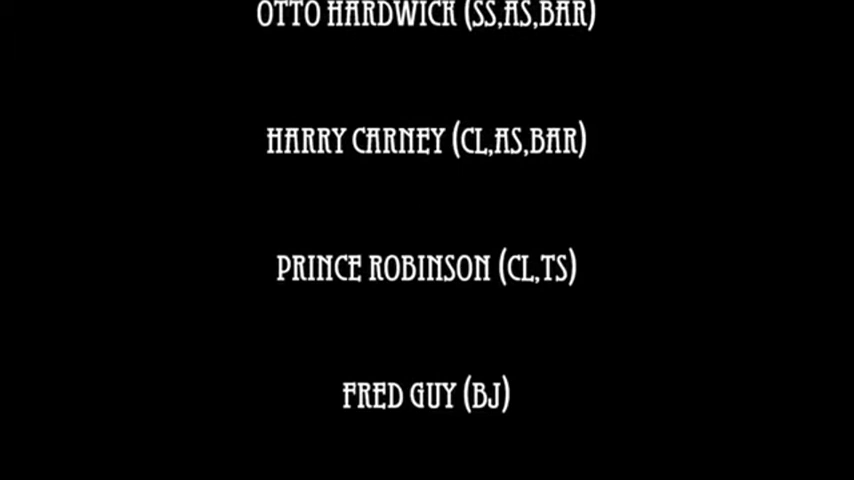 OTTO HARDWICK (SS,AS,BAR)
HARRY CARNEY (CL,AS,BAR)
PRINCE ROBINSON (CL,TS)
FRED GUY (BJ)